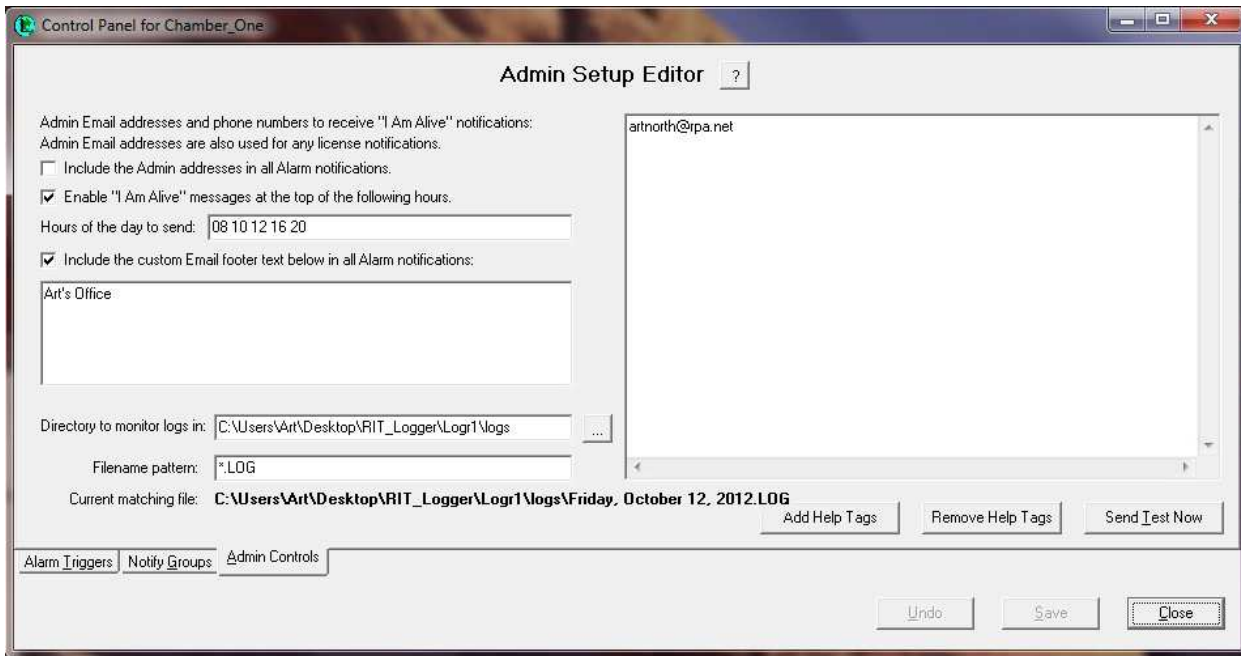 Control Panel for Chamber_One
Admin Setup Editor ?
Admin Email addresses and phone numbers to receive "I Am Alive" notifications:
Admin Email addresses are also used for any license notifications.
Include the Admin addresses in all Alarm notifications.
Enable "I Am Alive" messages at the top of the following hours.
Hours of the day to send: 08 10 12 16 20
Include the custom Email footer text below in all Alarm notifications:
Art's Office
artnorth@rpa.net
Directory to monitor logs in: C:\Users\Art\Desktop\RIT_Logger\Logr1\logs ...
Filename pattern: *.LOG
Current matching file: C:\Users\Art\Desktop\RIT_Logger\Logr1\logs\Friday, October 12, 2012.LOG
Add Help Tags Remove Help Tags Send Test Now
Alarm Triggers Notify Groups Admin Controls
Undo Save Close